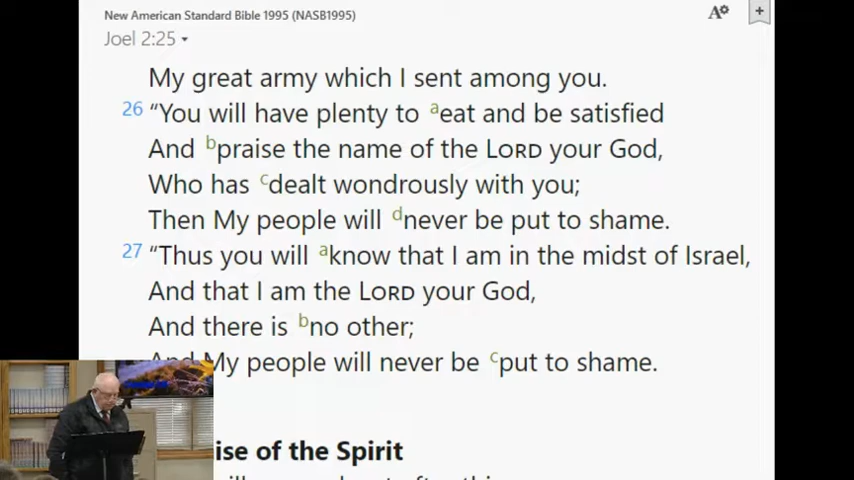 New American Standard Bible 1995 (NASB1995)
Joel 2:25
My great army which I sent among you.
26 “You will have plenty to aeat and be satisfied
And bpraise the name of the LORD your God,
Who has cdealt wondrously with you;
Then My people will dnever be put to shame.
27 “Thus you will aknow that I am in the midst of Israel,
And that I am the LORD your God,
And there is bno other;
And My people will never be cput to shame.
ise of the Spirit